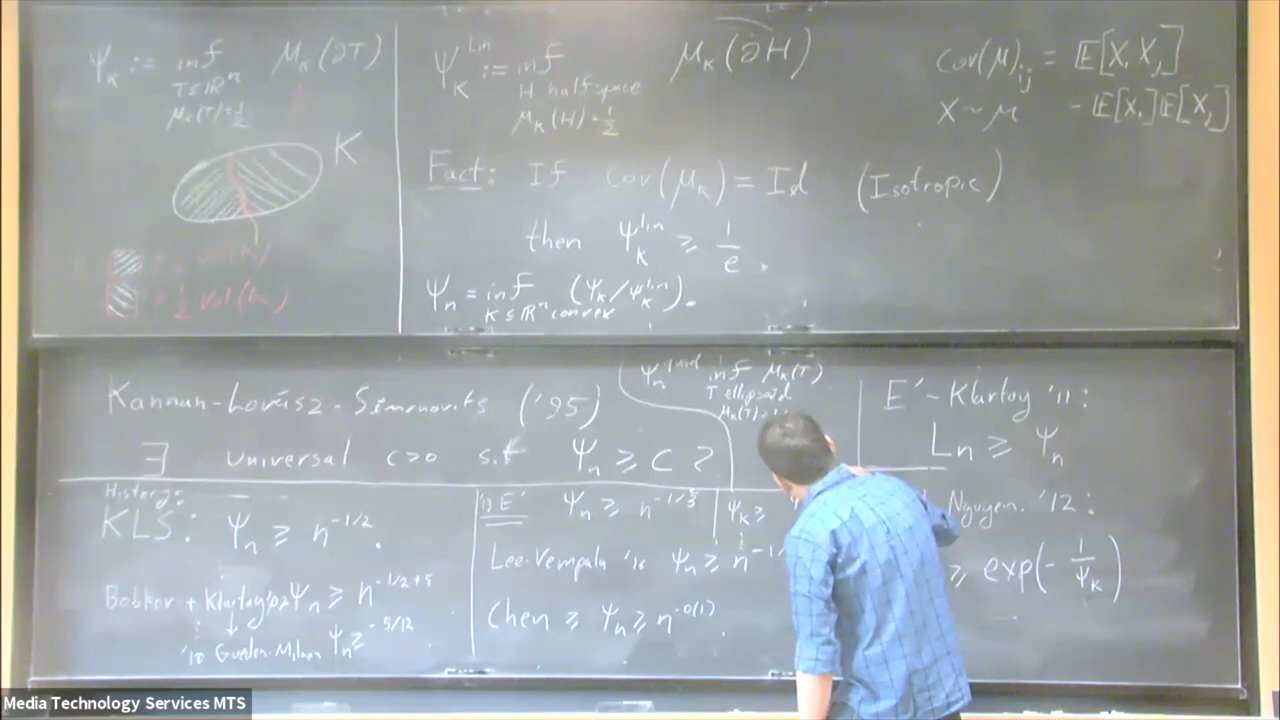 Ψ_K := inf μ_K(∂T)
T⊆ℝⁿ
μ_K(T)=½
K
= ½ vol(K)
Ψ_K^Lin := inf μ_K(∂H)
H halfspace
μ_K(H)=½
cov(μ)_ij = 𝔼[X_i X_j]
X ~ μ - 𝔼[X_i]𝔼[X_j]
Fact: If Cov(μ_K) = Id (Isotropic)
then Ψ_K^lin ≥ 1/e.
Ψ_n = inf (Ψ_K/Ψ_K^lin).
K⊆ℝⁿ convex
Kannan-Lovász-Simonovits ('95)
∃ universal c>0 s.t Ψ_n ≥ c ?
inf μ_K(T)
T ellipsoid
History:
KLS: Ψ_n ≥ n^{-1/2}.
Bobkov + Klartag Ψ_n ≥ n^{-1/2+δ}
'10 Guedon-Milman Ψ_n ≥ n^{-5/12}
'13 E' Ψ_n ≥ n^{-1/3}
Ψ_K ≥
Lee-Vempala '16 Ψ_n ≥ n^{-1/
Chen ≥ Ψ_n ≥ n^{-o(1)}.
E'~Klartag '11:
L_n ≥ Ψ_n
Nguyen. '12:
≥ exp(-1/Ψ_K)
Media Technology Services MTS